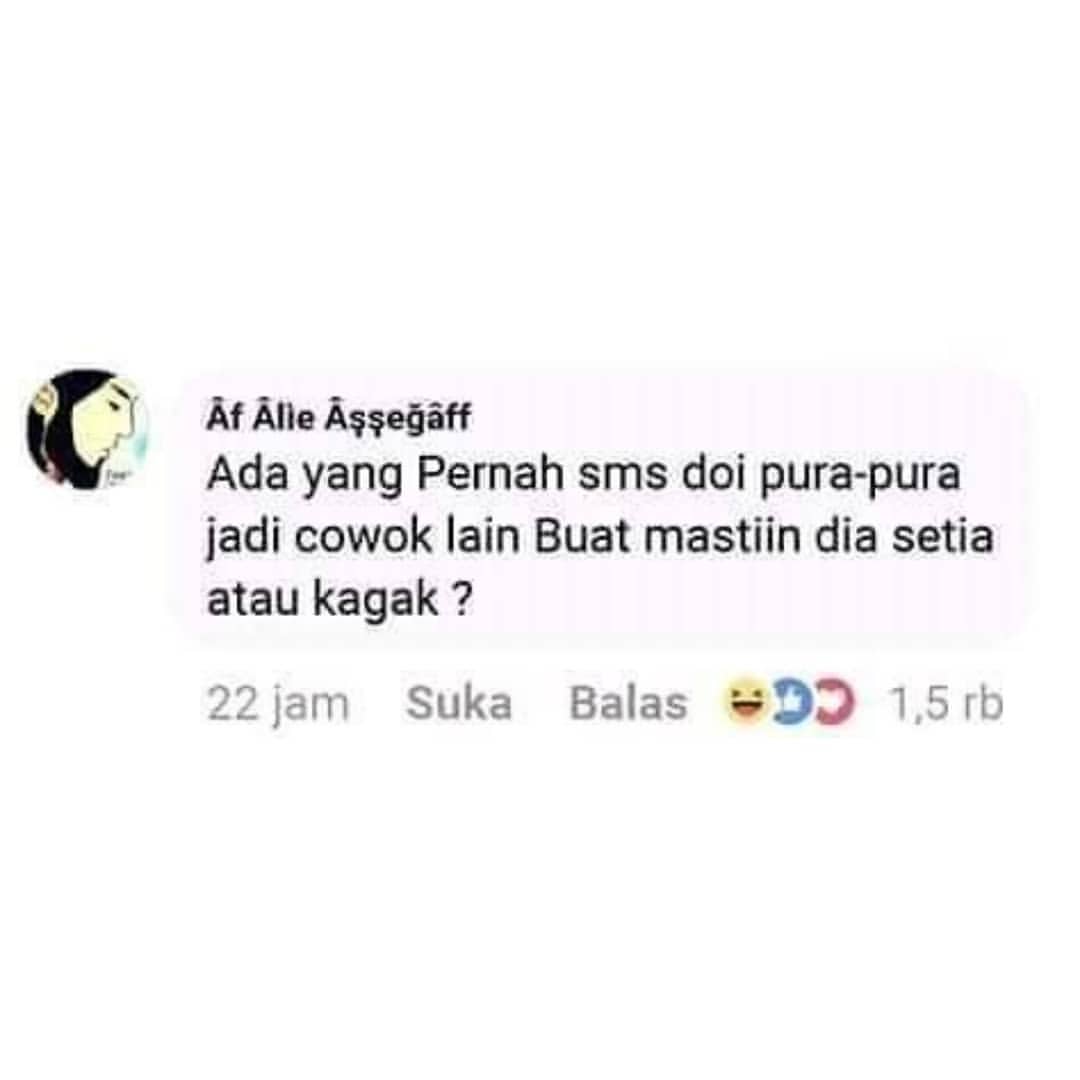 Âf Âlìe Âşşeğâff
Ada yang Pernah sms doi pura-pura
jadi cowok lain Buat mastiin dia setia
atau kagak ?
22 jam Suka Balas 1,5 rb